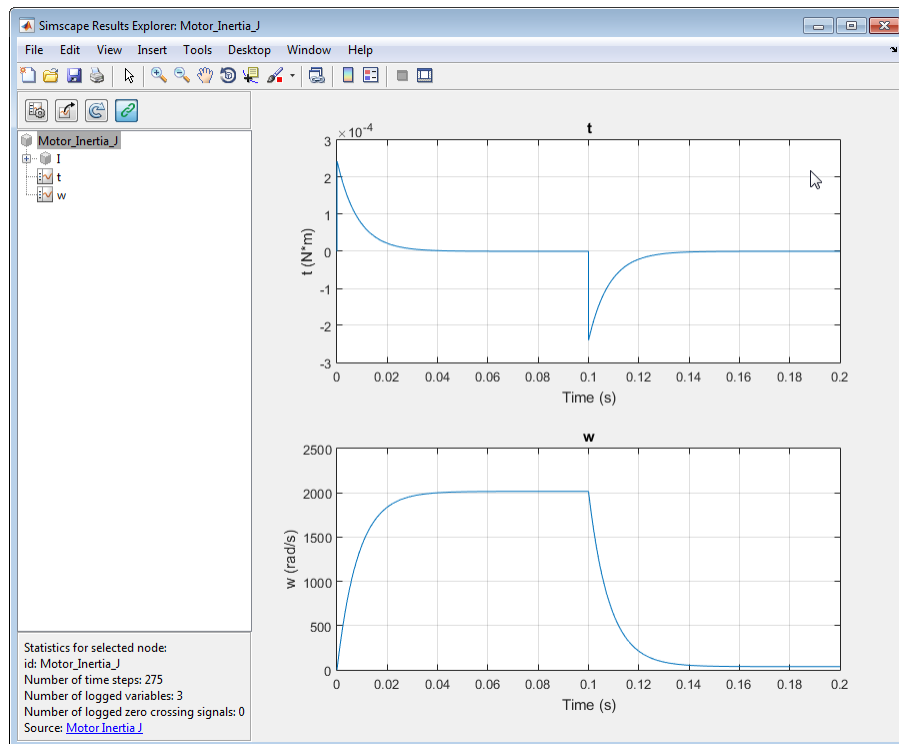 Simscape Results Explorer: Motor_Inertia_J
File Edit View Insert Tools Desktop Window Help
Motor_Inertia_J
I
t
w
Statistics for selected node:
id: Motor_Inertia_J
Number of time steps: 275
Number of logged variables: 3
Number of logged zero crossing signals: 0
Source: Motor Inertia J
t
×10⁻⁴
3
2
1
0
-1
-2
-3
t (N*m)
0 0.02 0.04 0.06 0.08 0.1 0.12 0.14 0.16 0.18 0.2
Time (s)
w
2500
2000
1500
1000
500
0
w (rad/s)
0 0.02 0.04 0.06 0.08 0.1 0.12 0.14 0.16 0.18 0.2
Time (s)